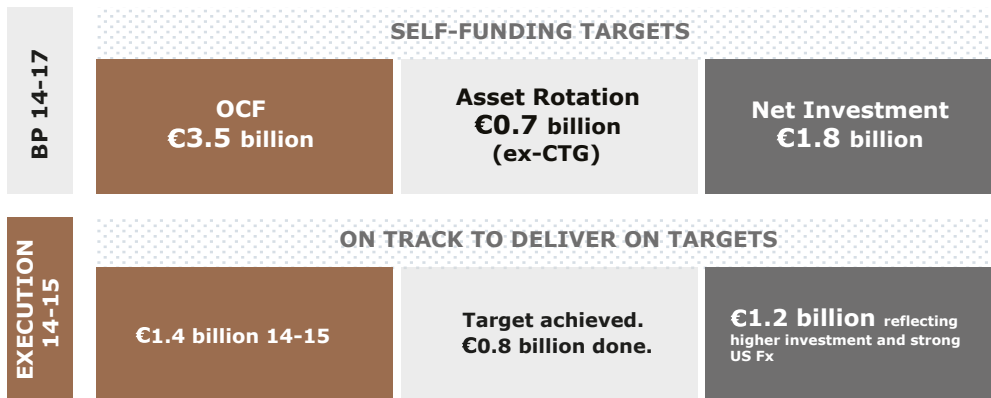 BP 14-17
SELF-FUNDING TARGETS
OCF
€3.5 billion
Asset Rotation
€0.7 billion
(ex-CTG)
Net Investment
€1.8 billion
EXECUTION
14-15
ON TRACK TO DELIVER ON TARGETS
€1.4 billion 14-15
Target achieved.
€0.8 billion done.
€1.2 billion reflecting
higher investment and strong
US Fx